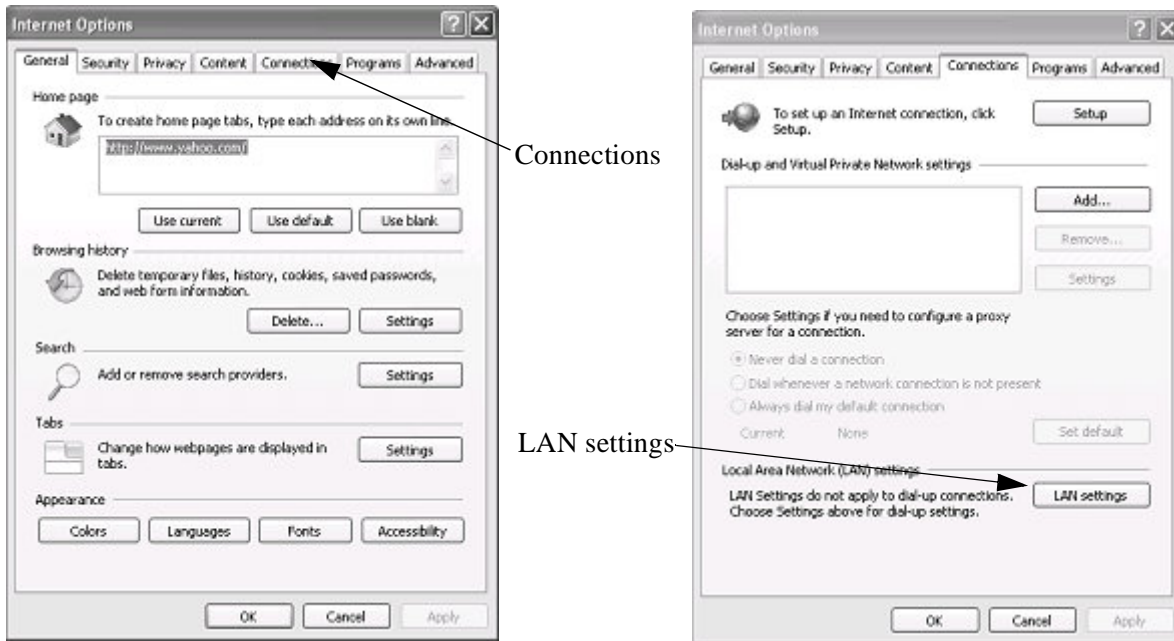 Internet Options
General Security Privacy Content Connections Programs Advanced
Home page
To create home page tabs, type each address on its own line.
http://www.yahoo.com/
Use current Use default Use blank
Browsing history
Delete temporary files, history, cookies, saved passwords,
and web form information.
Delete... Settings
Search
Add or remove search providers.
Settings
Tabs
Change how webpages are displayed in
tabs.
Settings
Appearance
Colors Languages Fonts Accessibility
OK Cancel Apply
Connections
LAN settings
Internet Options
General Security Privacy Content Connections Programs Advanced
To set up an Internet connection, click
Setup.
Setup
Dial-up and Virtual Private Network settings
Add...
Remove...
Settings
Choose Settings if you need to configure a proxy
server for a connection.
Never dial a connection
Dial whenever a network connection is not present
Always dial my default connection
Current None Set default
Local Area Network (LAN) settings
LAN Settings do not apply to dial-up connections.
Choose Settings above for dial-up settings.
LAN settings
OK Cancel Apply